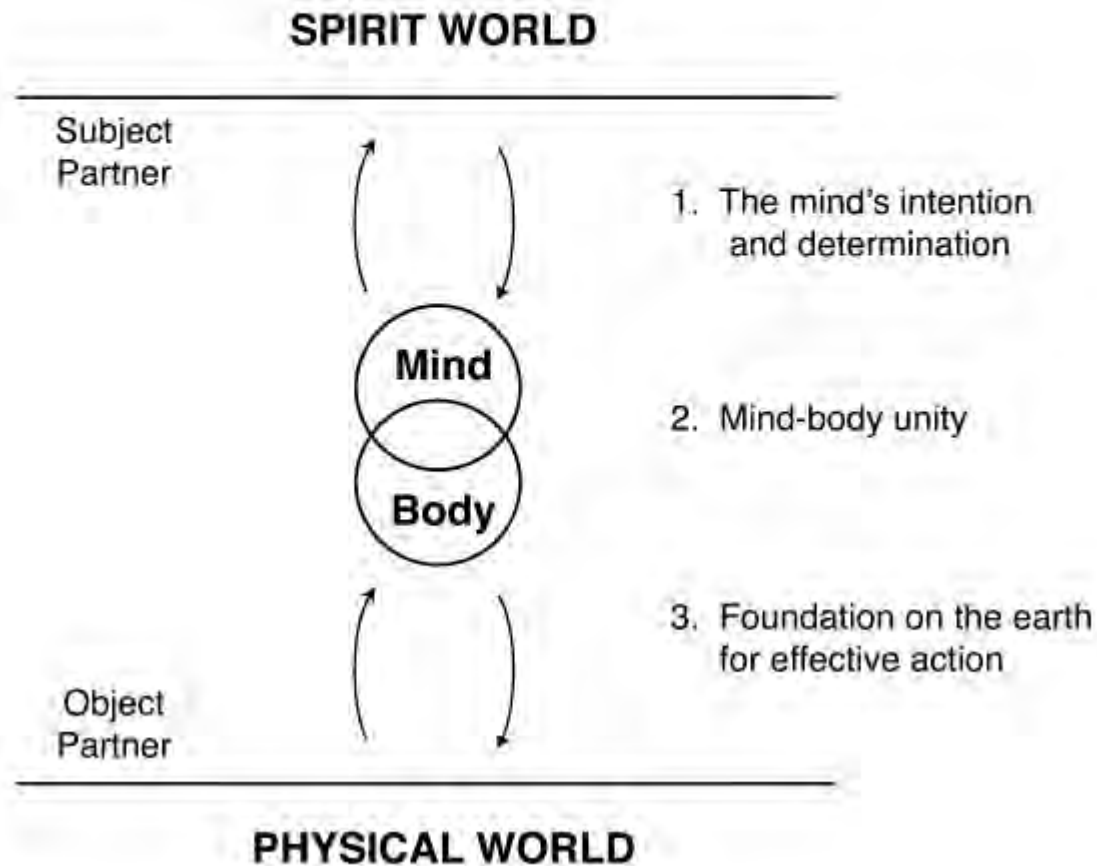 SPIRIT WORLD
Subject
Partner
1. The mind's intention
and determination
Mind
2. Mind-body unity
Body
3. Foundation on the earth
for effective action
Object
Partner
PHYSICAL WORLD